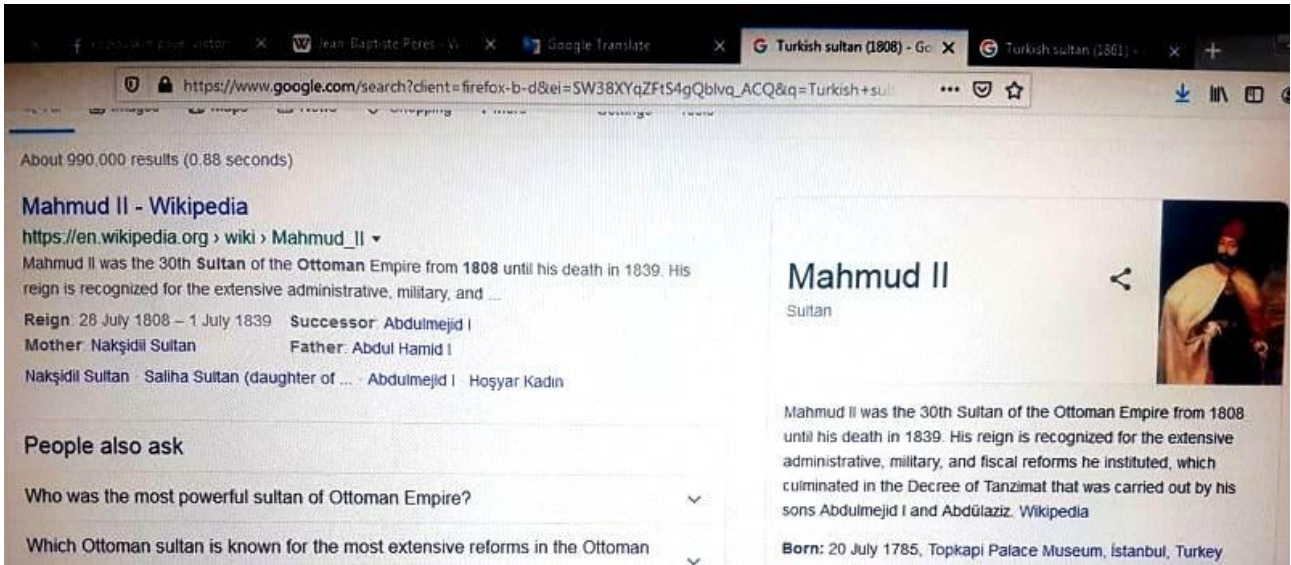 Jean-Baptiste Peres - W
Google Translate
Turkish sultan (1808) - Go
Turkish sultan (1861) -
https://www.google.com/search?client=firefox-b-d&ei=SW38XYqZFtS4gQblvq_ACQ&q=Turkish+sul
About 990,000 results (0.88 seconds)
Mahmud II - Wikipedia
https://en.wikipedia.org › wiki › Mahmud_II
Mahmud II was the 30th Sultan of the Ottoman Empire from 1808 until his death in 1839. His
reign is recognized for the extensive administrative, military, and ...
Reign: 28 July 1808 – 1 July 1839 Successor: Abdulmejid I
Mother: Nakşidil Sultan Father: Abdul Hamid I
Nakşidil Sultan · Saliha Sultan (daughter of ... · Abdulmejid I · Hoşyar Kadın
People also ask
Who was the most powerful sultan of Ottoman Empire?
Which Ottoman sultan is known for the most extensive reforms in the Ottoman
Mahmud II
Sultan
Mahmud II was the 30th Sultan of the Ottoman Empire from 1808
until his death in 1839. His reign is recognized for the extensive
administrative, military, and fiscal reforms he instituted, which
culminated in the Decree of Tanzimat that was carried out by his
sons Abdulmejid I and Abdülaziz. Wikipedia
Born: 20 July 1785, Topkapi Palace Museum, İstanbul, Turkey